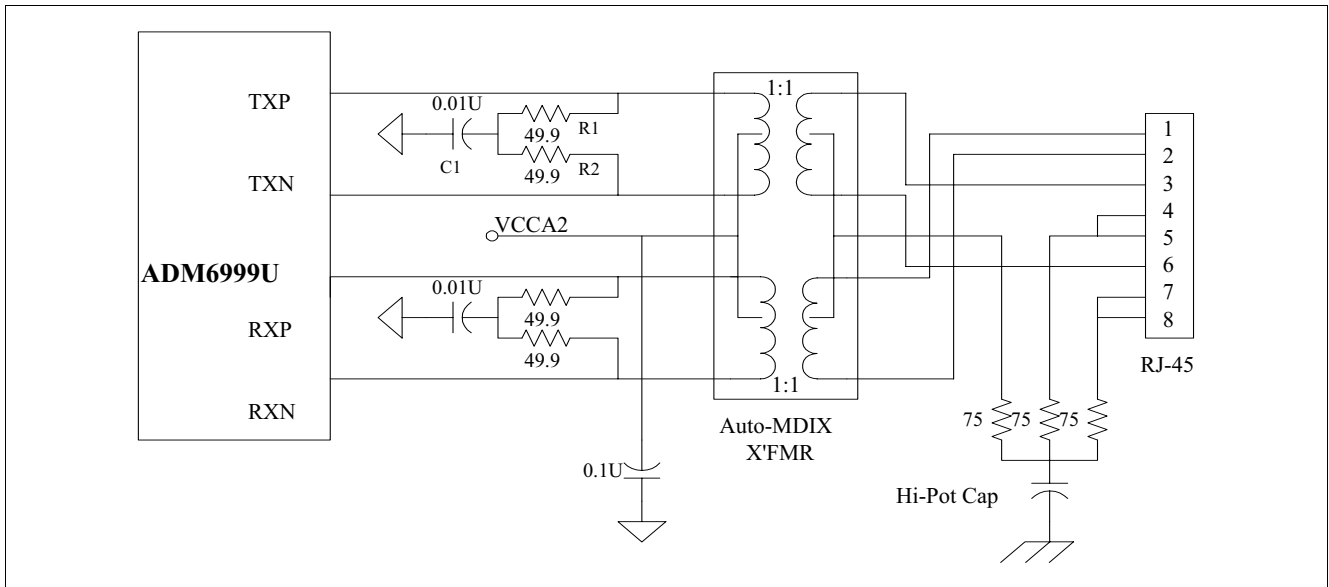 TXP
TXN
ADM6999U
RXP
RXN
0.01U
C1
49.9
R1
49.9
R2
VCCA2
0.01U
49.9
49.9
0.1U
1:1
1:1
Auto-MDIX
X'FMR
1
2
3
4
5
6
7
8
RJ-45
75
75
75
Hi-Pot Cap